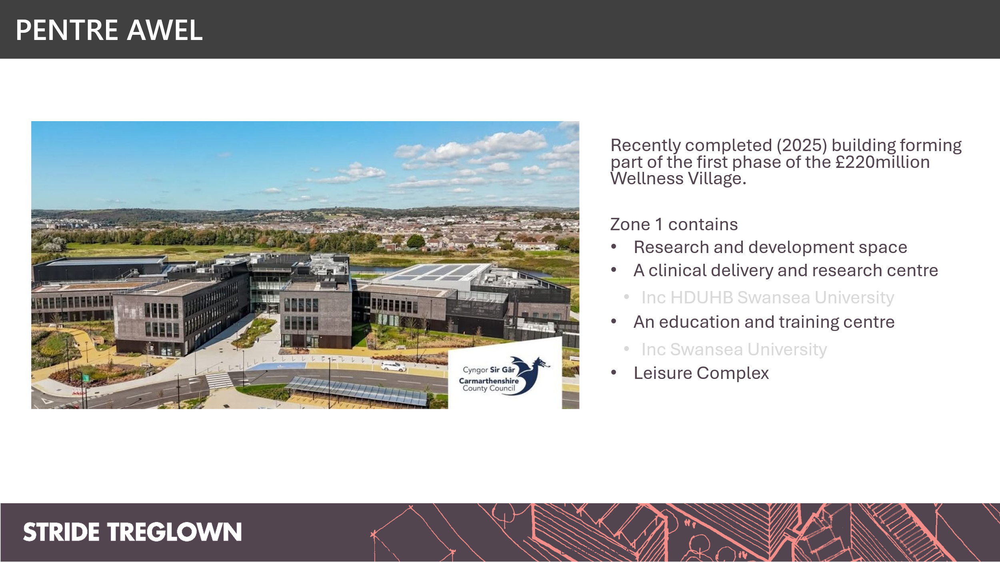 PENTRE AWEL
Recently completed (2025) building forming
part of the first phase of the £220million
Wellness Village.
Zone 1 contains
• Research and development space
• A clinical delivery and research centre
• Inc HDUHB Swansea University
• An education and training centre
• Inc Swansea University
• Leisure Complex
Cyngor Sir Gâr
Carmarthenshire
County Council
STRIDE TREGLOWN